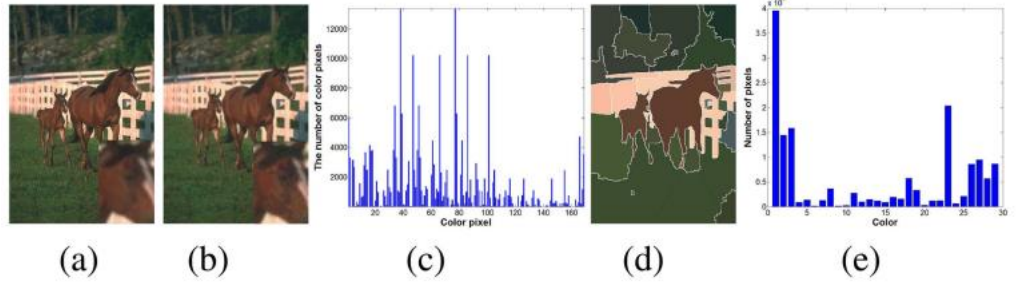 The number of color pixels
12000
10000
8000
6000
4000
2000
20 40 60 80 100 120 140 160
Color pixel
Number of pixels
4
3.5
3
2.5
2
1.5
1
0.5
0
0 5 10 15 20 25 30
Color
(a) (b) (c) (d) (e)